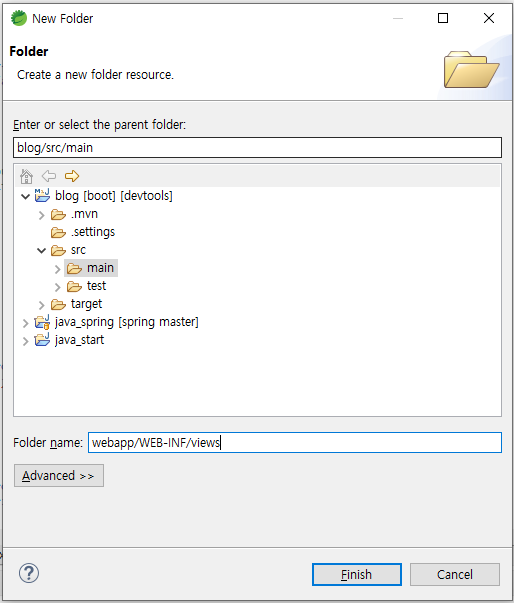 New Folder
Folder
Create a new folder resource.
Enter or select the parent folder:
blog/src/main
blog [boot] [devtools]
.mvn
.settings
src
main
test
target
java_spring [spring master]
java_start
Folder name: webapp/WEB-INF/views
Advanced >>
Finish Cancel